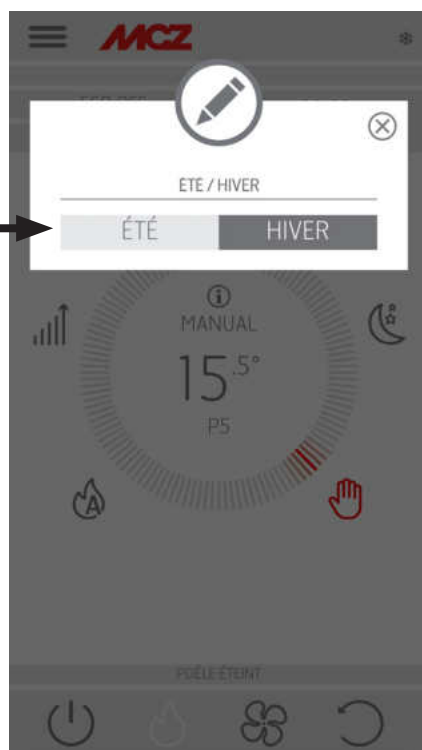 MCZ
ÉTÉ / HIVER
ÉTÉ
HIVER
MANUAL
15.5°
P5
A
POÊLE ÉTEINT